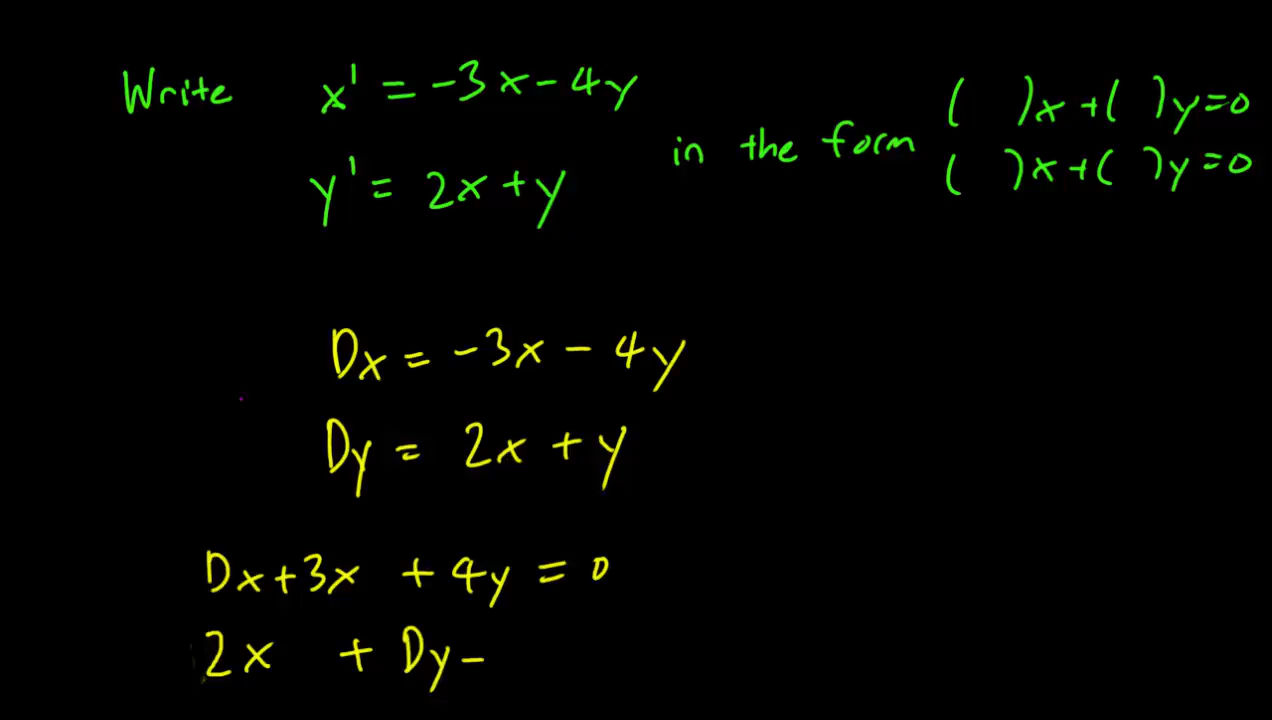 Write x' = -3x - 4y
y' = 2x + y
in the form
( )x + ( )y = 0
( )x + ( )y = 0
Dx = -3x - 4y
Dy = 2x + y
Dx + 3x + 4y = 0
2x + Dy -